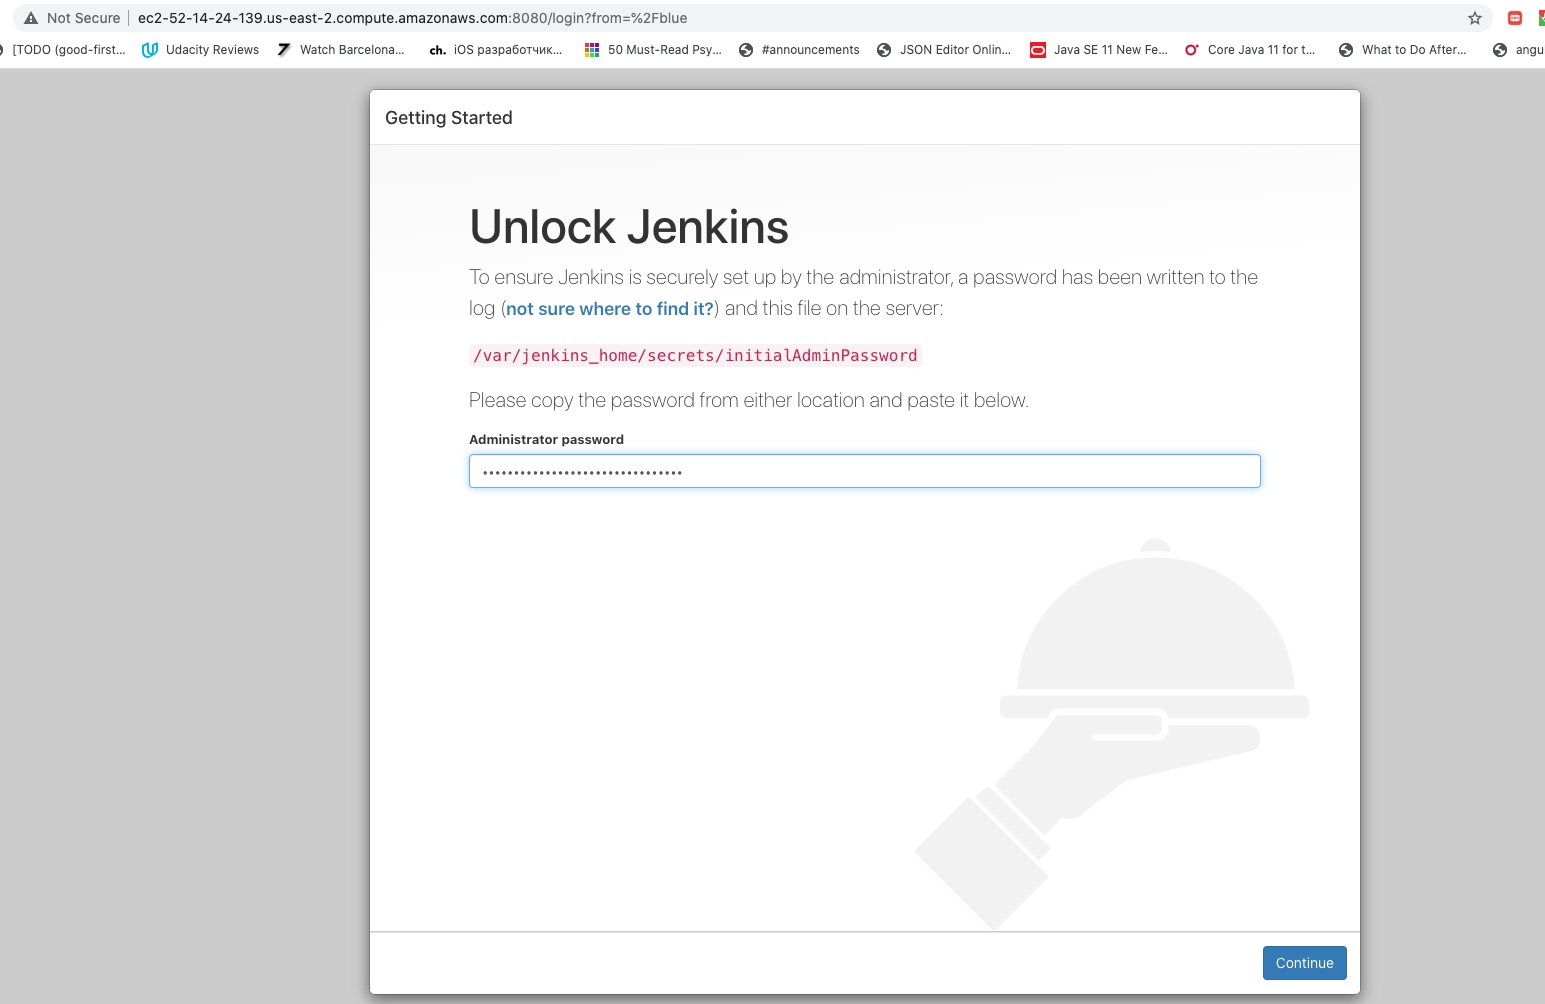 Not Secure ec2-52-14-24-139.us-east-2.compute.amazonaws.com:8080/login?from=%2Fblue
[TODO (good-first... Udacity Reviews Watch Barcelona... ch. iOS разработчик... 50 Must-Read Psy... #announcements JSON Editor Onlin... Java SE 11 New Fe... Core Java 11 for t... What to Do After... angu
Getting Started
Unlock Jenkins
To ensure Jenkins is securely set up by the administrator, a password has been written to the
log (not sure where to find it?) and this file on the server:
/var/jenkins_home/secrets/initialAdminPassword
Please copy the password from either location and paste it below.
Administrator password
Continue